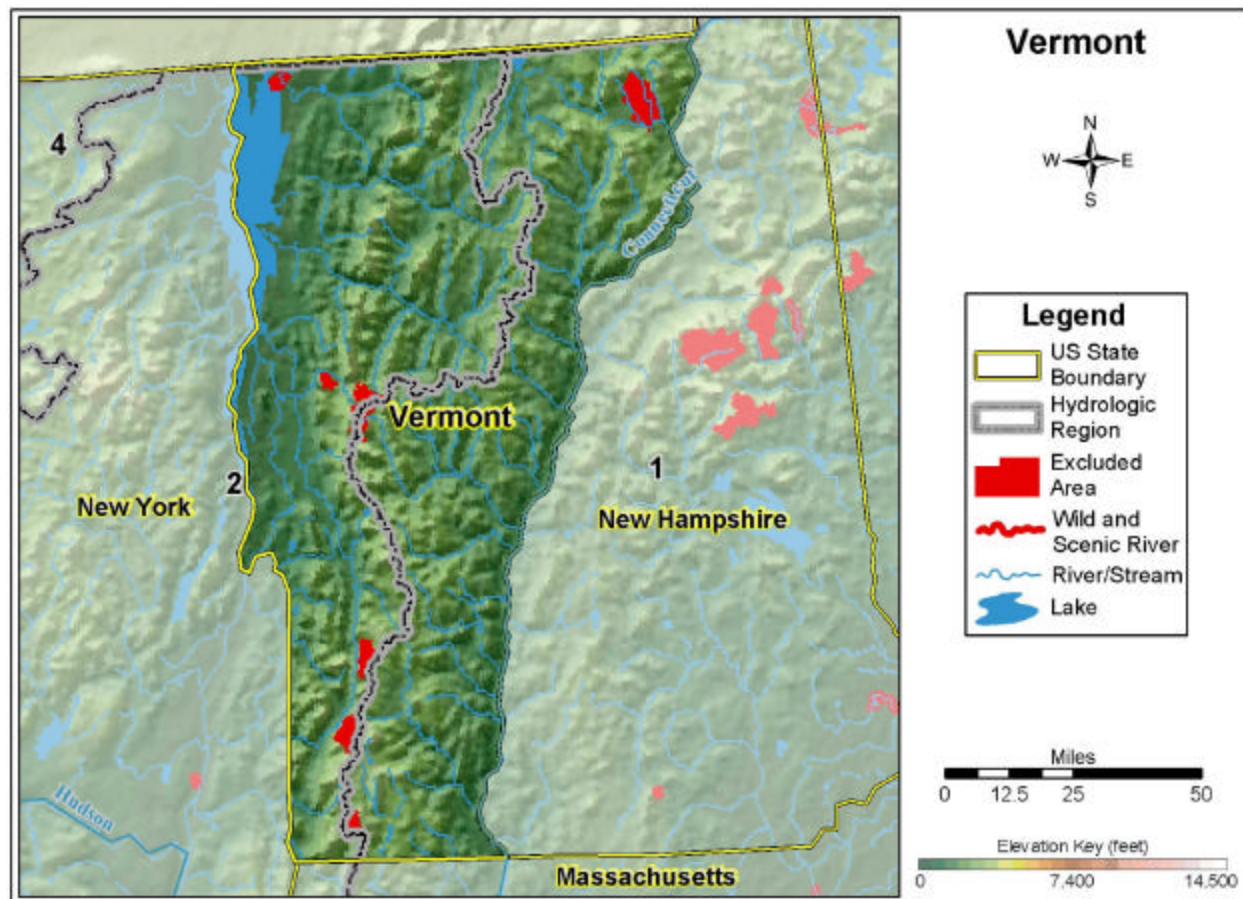 Vermont
N
W E
S
4
Connecticut
Vermont
2
1
New York
New Hampshire
Hudson
Massachusetts
Legend
US State
Boundary
Hydrologic
Region
Excluded
Area
Wild and
Scenic River
River/Stream
Lake
Miles
0 12.5 25 50
Elevation Key (feet)
0 7,400 14,500